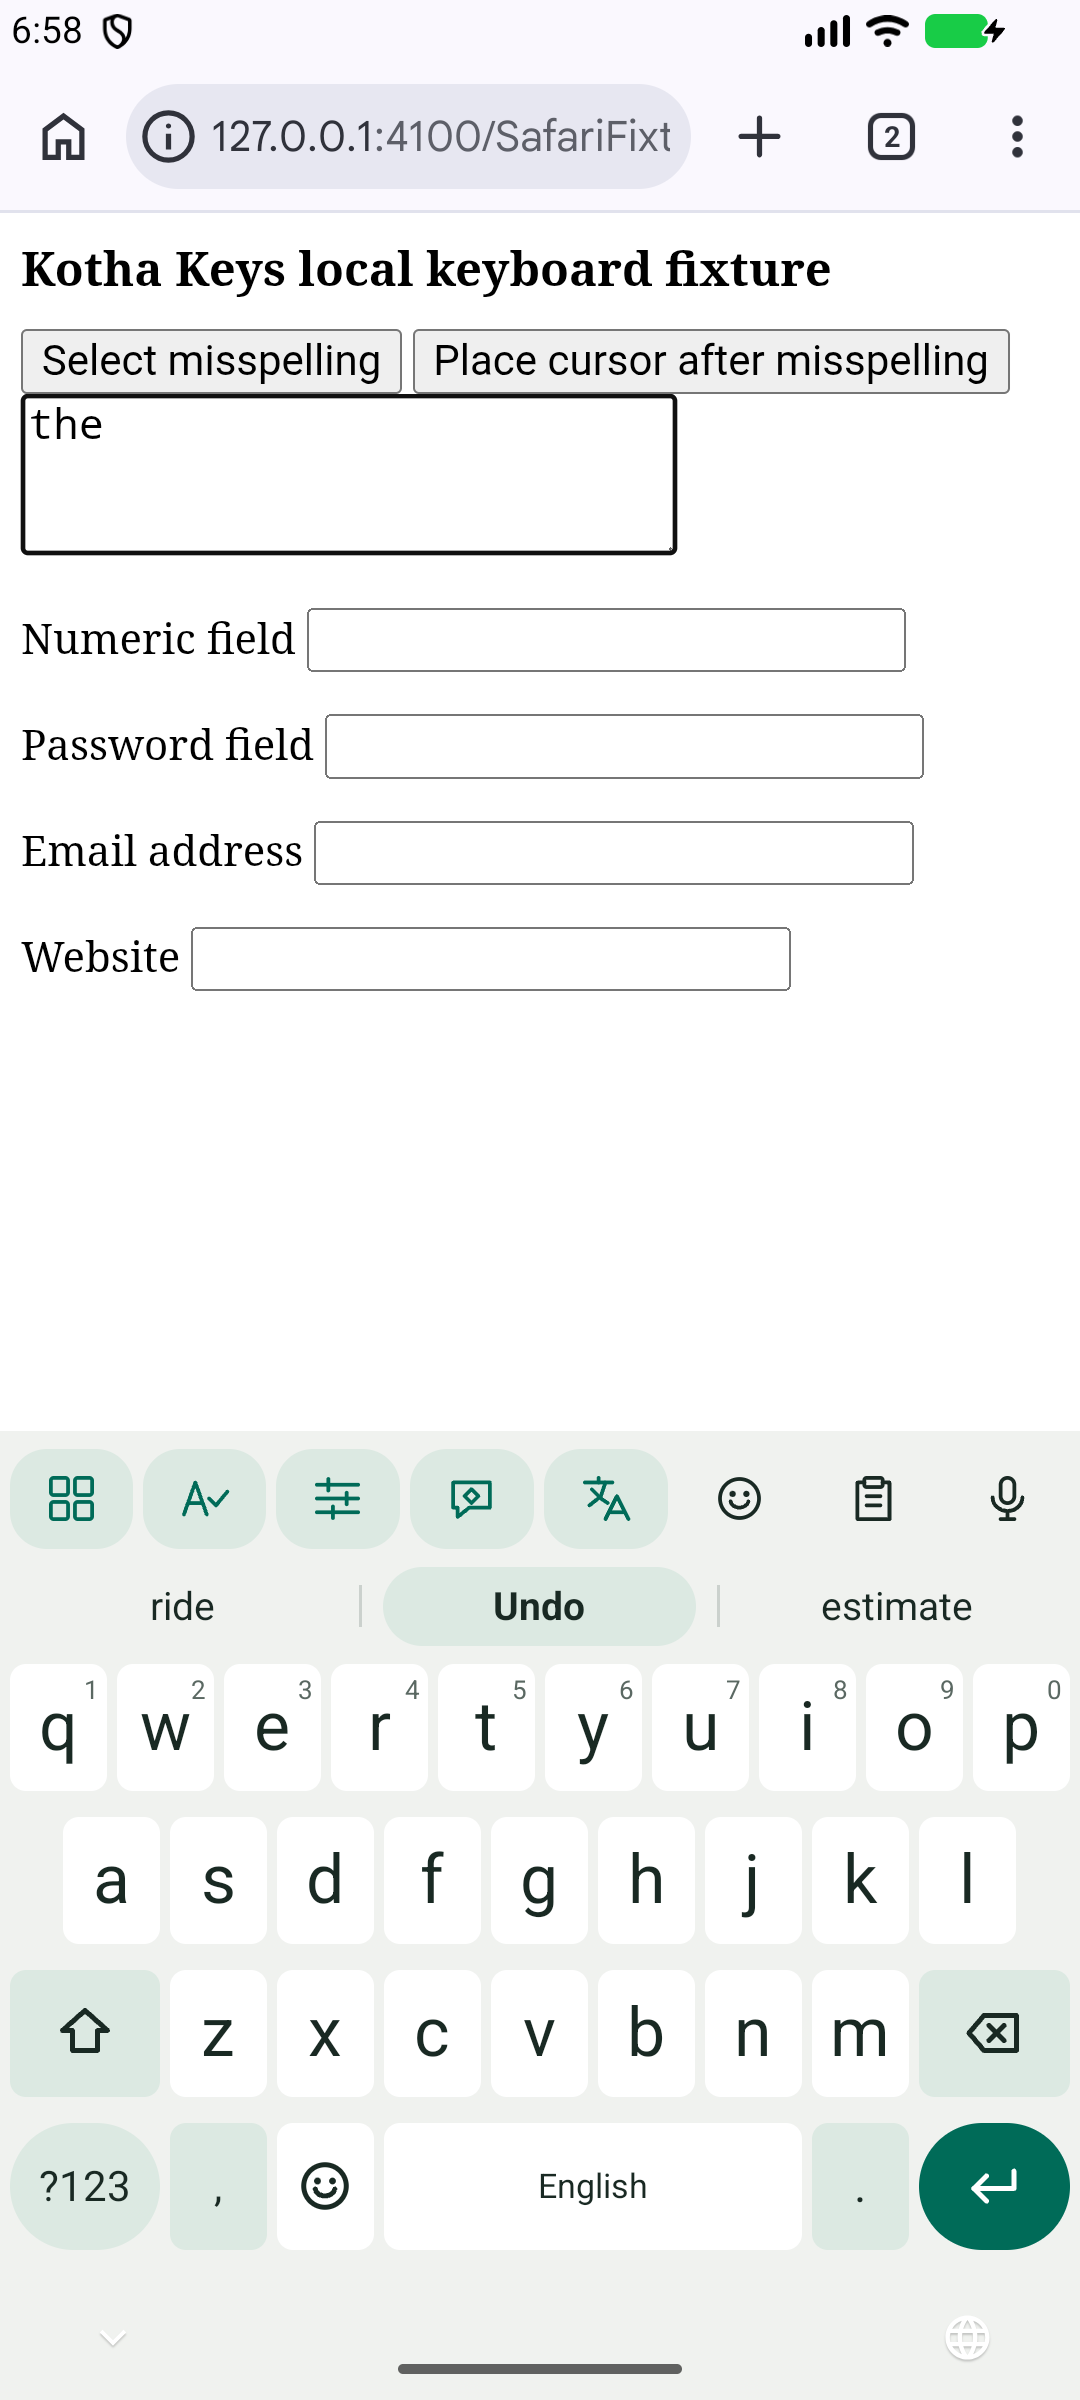 6:58
127.0.0.1:4100/SafariFixt
2
Kotha Keys local keyboard fixture
Select misspelling Place cursor after misspelling
the
Numeric field
Password field
Email address
Website
ride Undo estimate
1 2 3 4 5 6 7 8 9 0
q w e r t y u i o p
a s d f g h j k l
z x c v b n m
?123 , English .